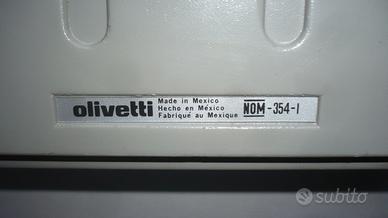 olivetti
Made in Mexico
Hecho en México
Fabriqué au Mexique
NOM-354-I
subito